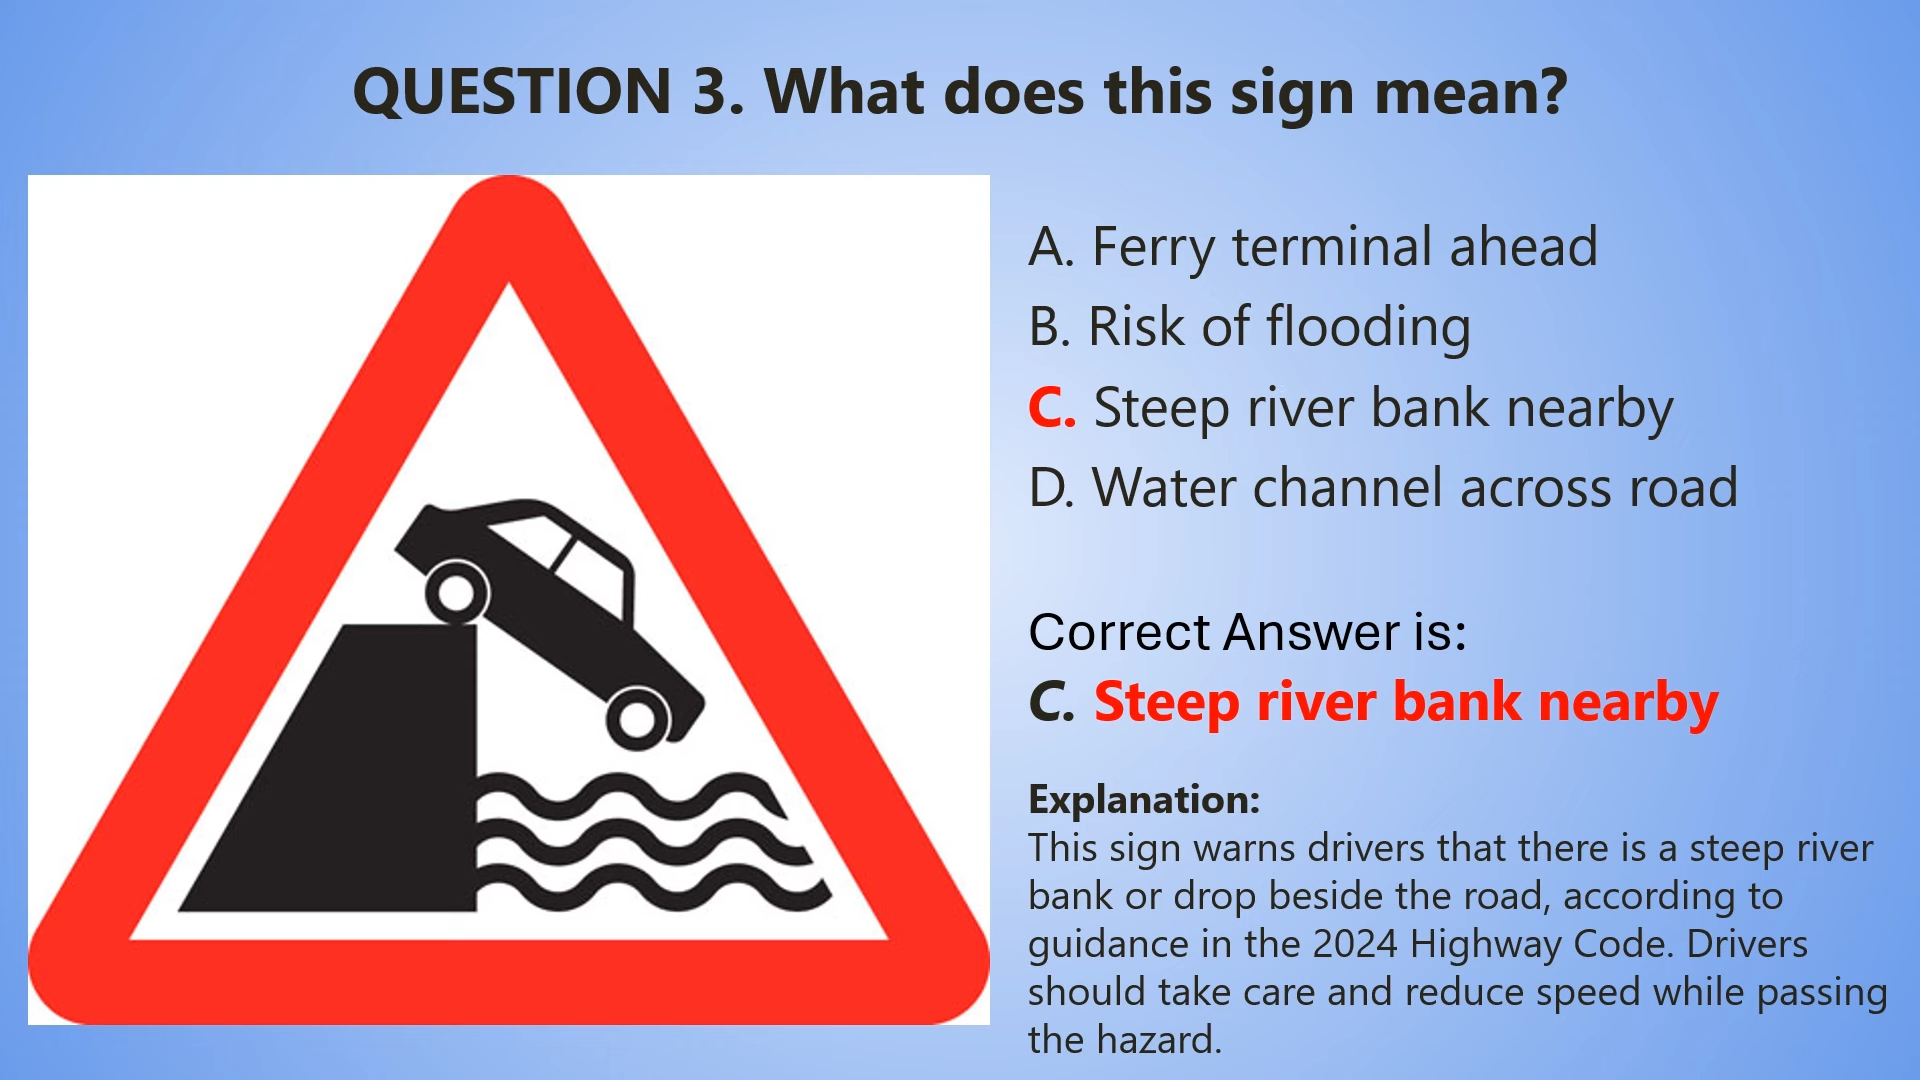 QUESTION 3. What does this sign mean?
A. Ferry terminal ahead
B. Risk of flooding
C. Steep river bank nearby
D. Water channel across road
Correct Answer is:
C. Steep river bank nearby
Explanation:
This sign warns drivers that there is a steep river
bank or drop beside the road, according to
guidance in the 2024 Highway Code. Drivers
should take care and reduce speed while passing
the hazard.